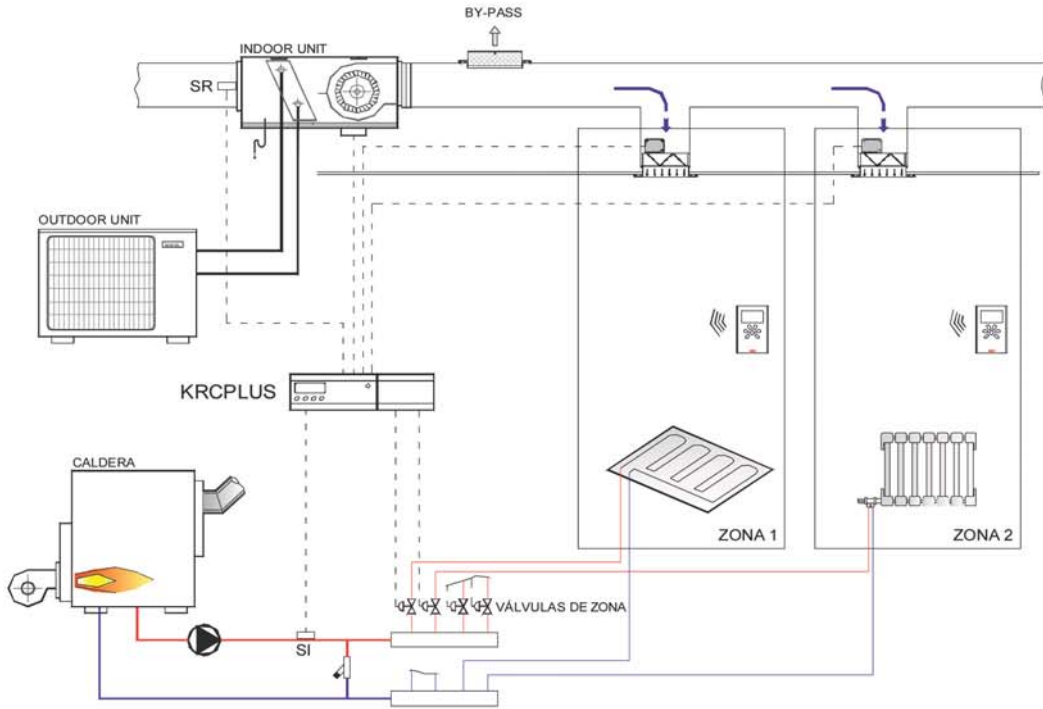 BY-PASS
INDOOR UNIT
SR
OUTDOOR UNIT
KRCPLUS
CALDERA
ZONA 1
ZONA 2
VÁLVULAS DE ZONA
SI